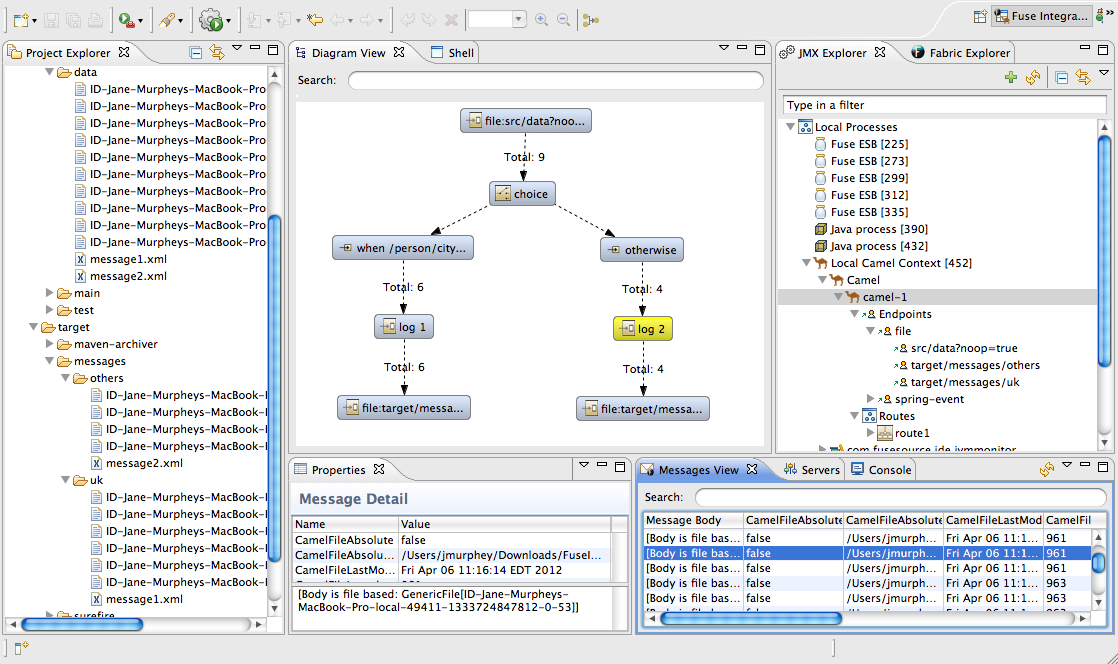 Fuse Integra...
Project Explorer
data
ID-Jane-Murpheys-MacBook-Pro
ID-Jane-Murpheys-MacBook-Pro
ID-Jane-Murpheys-MacBook-Pro
ID-Jane-Murpheys-MacBook-Pro
ID-Jane-Murpheys-MacBook-Pro
ID-Jane-Murpheys-MacBook-Pro
ID-Jane-Murpheys-MacBook-Pro
ID-Jane-Murpheys-MacBook-Pro
ID-Jane-Murpheys-MacBook-Pro
ID-Jane-Murpheys-MacBook-Pro
message1.xml
message2.xml
main
test
target
maven-archiver
messages
others
ID-Jane-Murpheys-MacBook-
ID-Jane-Murpheys-MacBook-
ID-Jane-Murpheys-MacBook-
ID-Jane-Murpheys-MacBook-
message2.xml
uk
ID-Jane-Murpheys-MacBook-
ID-Jane-Murpheys-MacBook-
ID-Jane-Murpheys-MacBook-
ID-Jane-Murpheys-MacBook-
ID-Jane-Murpheys-MacBook-
ID-Jane-Murpheys-MacBook-
message1.xml
surefire
Diagram View
Shell
Search:
file:src/data?noo...
Total: 9
choice
when /person/city...
otherwise
Total: 6
Total: 4
log 1
log 2
Total: 6
Total: 4
file:target/messa...
file:target/messa...
JMX Explorer
Fabric Explorer
Type in a filter
Local Processes
Fuse ESB [225]
Fuse ESB [273]
Fuse ESB [299]
Fuse ESB [312]
Fuse ESB [335]
Java process [390]
Java process [432]
Local Camel Context [452]
Camel
camel-1
Endpoints
file
src/data?noop=true
target/messages/others
target/messages/uk
spring-event
Routes
route1
com.fusesource.ide.jvmmonitor
Properties
Message Detail
Name Value
CamelFileAbsolute false
CamelFileAbsolu... /Users/jmurphey/Downloads/FuseI...
CamelFileLastMo... Fri Apr 06 11:16:14 EDT 2012
[Body is file based: GenericFile[ID-Jane-Murpheys-
MacBook-Pro-local-49411-1333724847812-0-53]]
Messages View
Servers
Console
Search:
Message Body CamelFileAbsolute CamelFileAbsolute CamelFileLastMod CamelFil
[Body is file bas... false /Users/jmurph... Fri Apr 06 11:1... 961
[Body is file bas... false /Users/jmurph... Fri Apr 06 11:1... 961
[Body is file bas... false /Users/jmurph... Fri Apr 06 11:1... 961
[Body is file bas... false /Users/jmurph... Fri Apr 06 11:1... 963
[Body is file bas... false /Users/jmurph... Fri Apr 06 11:1... 963